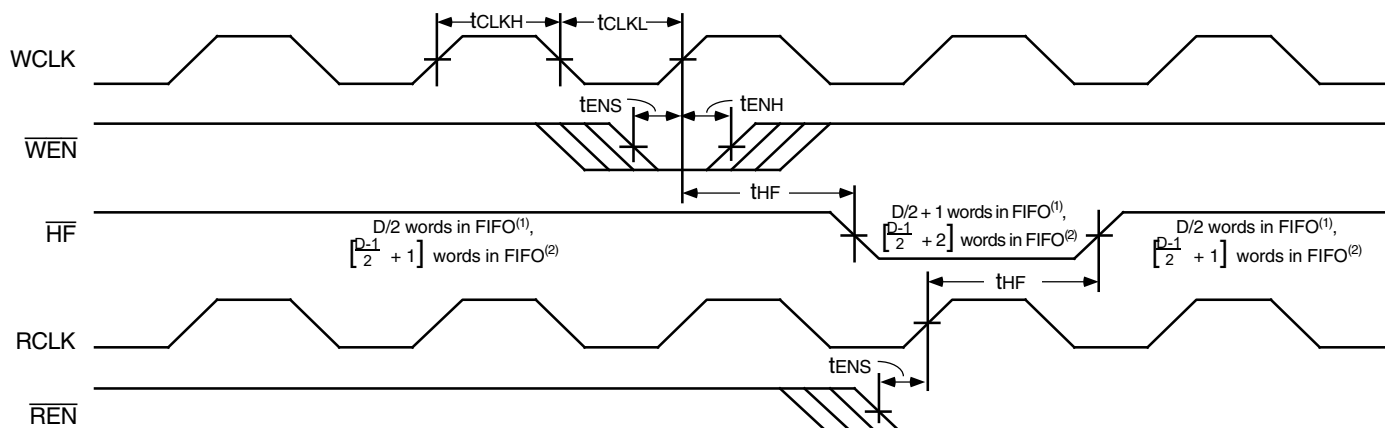 tCLKH
tCLKL
WCLK
tENS
tENH
WEN
tHF
HF
D/2 words in FIFO(1),
[D-1/2 + 1] words in FIFO(2)
D/2 + 1 words in FIFO(1),
[D-1/2 + 2] words in FIFO(2)
D/2 words in FIFO(1),
[D-1/2 + 1] words in FIFO(2)
tHF
RCLK
tENS
REN